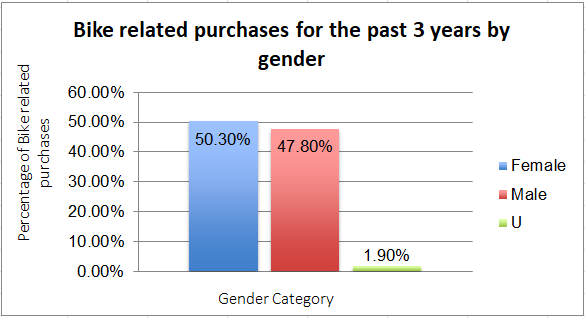 Bike related purchases for the past 3 years by
gender
Percentage of Bike related
purchases
60.00%
50.00%
40.00%
30.00%
20.00%
10.00%
0.00%
50.30%
47.80%
1.90%
Female
Male
U
Gender Category